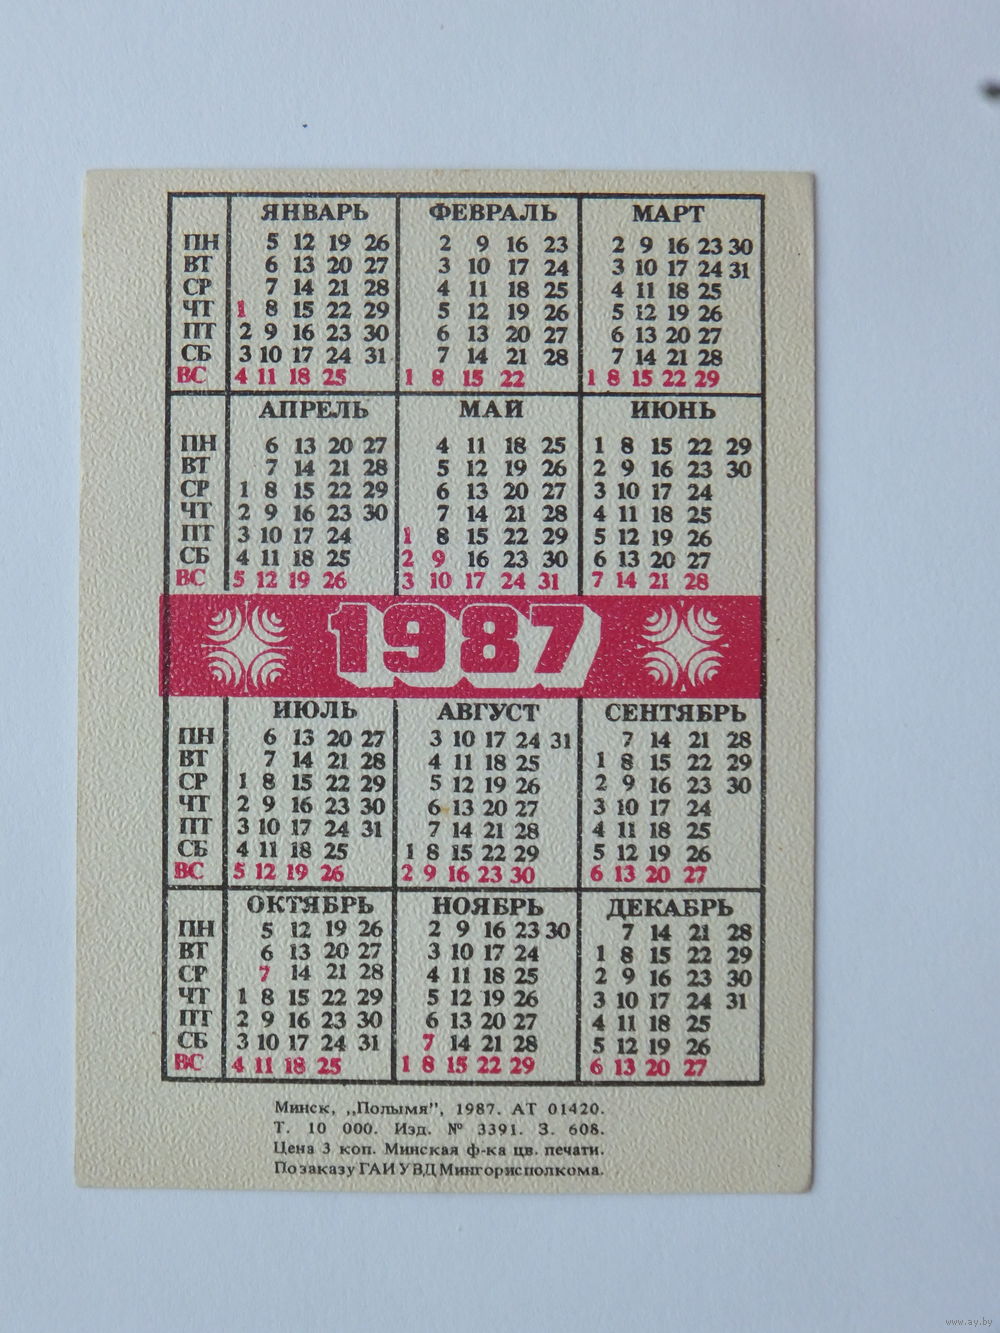 ЯНВАРЬ ФЕВРАЛЬ МАРТ
ПН 5 12 19 26 2 9 16 23 2 9 16 23 30
ВТ 6 13 20 27 3 10 17 24 3 10 17 24 31
СР 7 14 21 28 4 11 18 25 4 11 18 25
ЧТ 1 8 15 22 29 5 12 19 26 5 12 19 26
ПТ 2 9 16 23 30 6 13 20 27 6 13 20 27
СБ 3 10 17 24 31 7 14 21 28 7 14 21 28
ВС 4 11 18 25 1 8 15 22 1 8 15 22 29
АПРЕЛЬ МАЙ ИЮНЬ
ПН 6 13 20 27 4 11 18 25 1 8 15 22 29
ВТ 7 14 21 28 5 12 19 26 2 9 16 23 30
СР 1 8 15 22 29 6 13 20 27 3 10 17 24
ЧТ 2 9 16 23 30 7 14 21 28 4 11 18 25
ПТ 3 10 17 24 1 8 15 22 29 5 12 19 26
СБ 4 11 18 25 2 9 16 23 30 6 13 20 27
ВС 5 12 19 26 3 10 17 24 31 7 14 21 28
1987
ИЮЛЬ АВГУСТ СЕНТЯБРЬ
ПН 6 13 20 27 3 10 17 24 31 7 14 21 28
ВТ 7 14 21 28 4 11 18 25 1 8 15 22 29
СР 1 8 15 22 29 5 12 19 26 2 9 16 23 30
ЧТ 2 9 16 23 30 6 13 20 27 3 10 17 24
ПТ 3 10 17 24 31 7 14 21 28 4 11 18 25
СБ 4 11 18 25 1 8 15 22 29 5 12 19 26
ВС 5 12 19 26 2 9 16 23 30 6 13 20 27
ОКТЯБРЬ НОЯБРЬ ДЕКАБРЬ
ПН 5 12 19 26 2 9 16 23 30 7 14 21 28
ВТ 6 13 20 27 3 10 17 24 1 8 15 22 29
СР 7 14 21 28 4 11 18 25 2 9 16 23 30
ЧТ 1 8 15 22 29 5 12 19 26 3 10 17 24 31
ПТ 2 9 16 23 30 6 13 20 27 4 11 18 25
СБ 3 10 17 24 31 7 14 21 28 5 12 19 26
ВС 4 11 18 25 1 8 15 22 29 6 13 20 27
Минск, „Полымя”, 1987. АТ 01420.
Т. 10 000. Изд. № 3391. З. 608.
Цена 3 коп. Минская ф-ка цв. печати.
По заказу ГАИ УВД Мингорисполкома.
www.ay.by